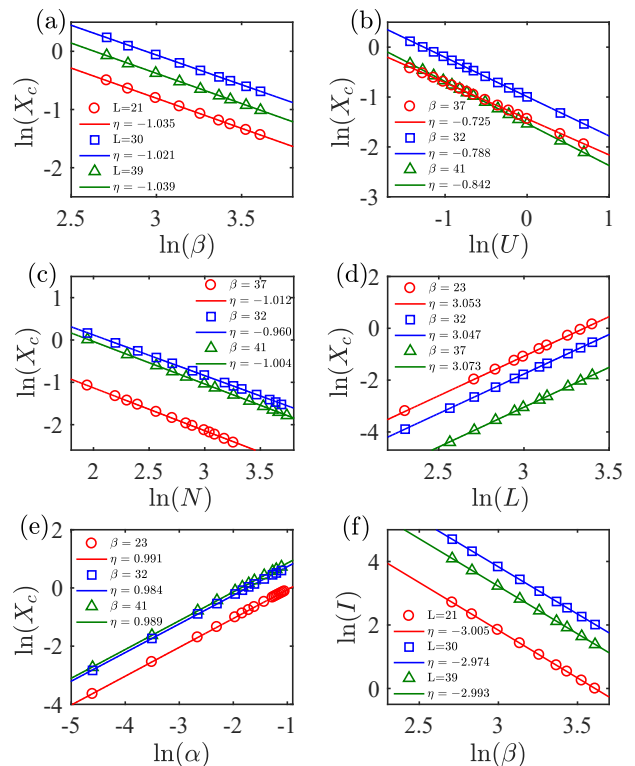 (a)
ln(X_c)
1
0
-1
-2
L=21
η = −1.035
L=30
η = −1.021
L=39
η = −1.039
2.5
3
3.5
ln(β)
(b)
ln(X_c)
1
0
-1
-2
-3
β = 37
η = −0.725
β = 32
η = −0.788
β = 41
η = −0.842
-1
0
1
ln(U)
(c)
ln(X_c)
1
0
-1
-2
β = 37
η = −1.012
β = 32
η = −0.960
β = 41
η = −1.004
2
2.5
3
3.5
ln(N)
(d)
ln(X_c)
2
0
-2
-4
β = 23
η = 3.053
β = 32
η = 3.047
β = 37
η = 3.073
2.5
3
3.5
ln(L)
(e)
ln(X_c)
2
0
-2
-4
β = 23
η = 0.991
β = 32
η = 0.984
β = 41
η = 0.989
-5
-4
-3
-2
-1
ln(α)
(f)
ln(I)
4
2
0
L=21
η = −3.005
L=30
η = −2.974
L=39
η = −2.993
2.5
3
3.5
ln(β)